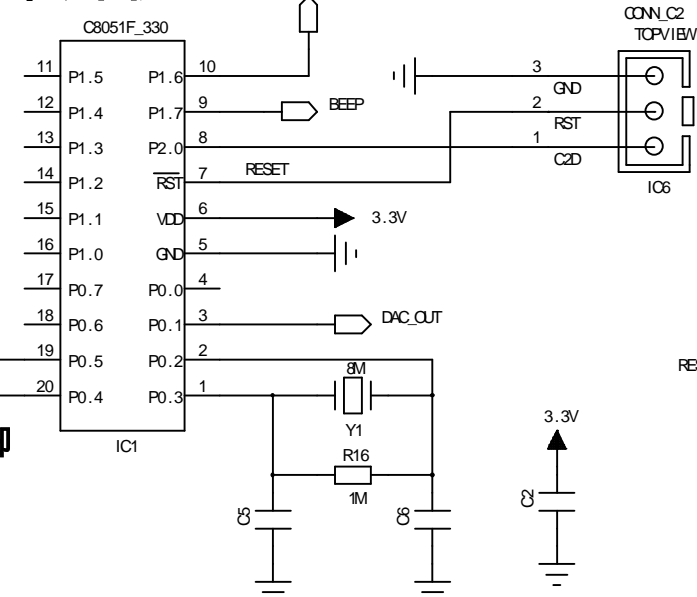 CONN_C2
TOPVIEW
C8051F_330
11 P1.5 P1.6 10
12 P1.4 P1.7 9 BEEP
13 P1.3 P2.0 8
14 P1.2 RST 7 RESET
15 P1.1 VDD 6 3.3V
16 P1.0 GND 5
17 P0.7 P0.0 4
18 P0.6 P0.1 3 DAC_OUT
19 P0.5 P0.2 2
20 P0.4 P0.3 1
IC1
3 GND
2 RST
1 C2D
IC6
8M
Y1
R16
1M
C5
C6
3.3V
C2